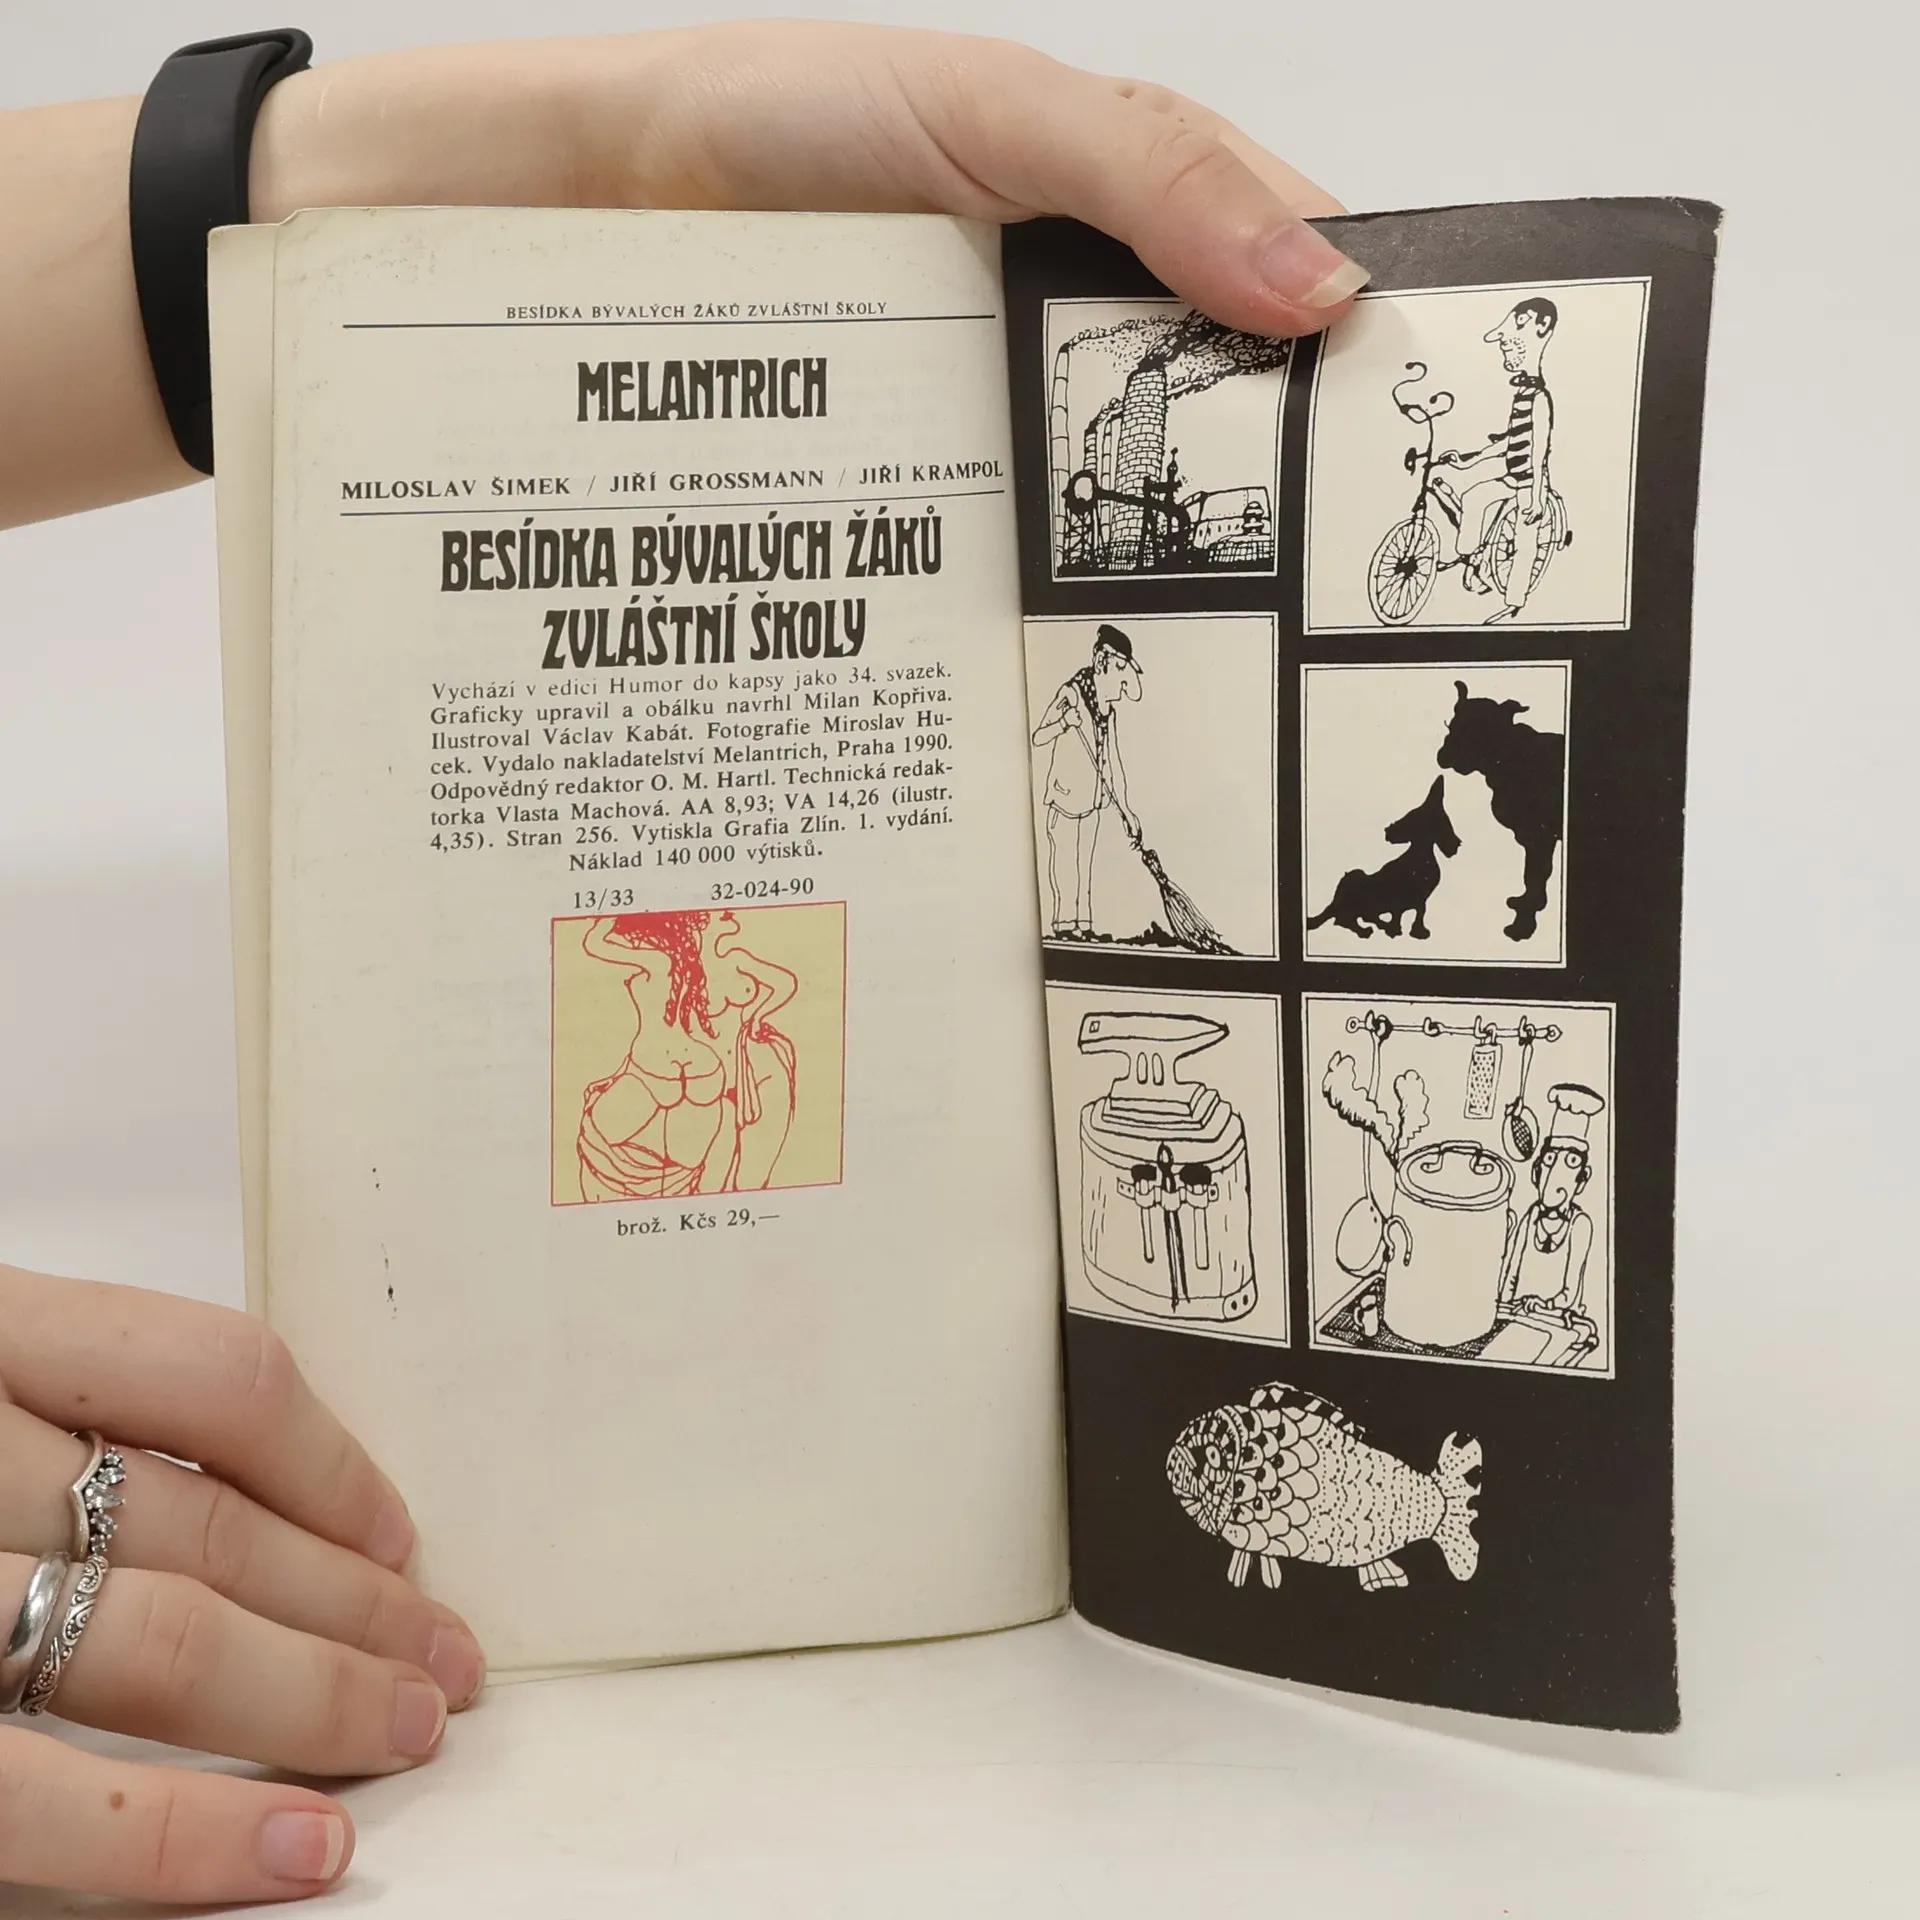 BESÍDKA BÝVALÝCH ŽÁKŮ ZVLÁŠTNÍ ŠKOLY
MELANTRICH
MILOSLAV ŠIMEK / JIŘÍ GROSSMANN / JIŘÍ KRAMPOL
BESÍDKA BÝVALÝCH ŽÁKŮ
ZVLÁŠTNÍ ŠKOLY
Vychází v edici Humor do kapsy jako 34. svazek.
Graficky upravil a obálku navrhl Milan Kopřiva.
Ilustroval Václav Kabát. Fotografie Miroslav Hu-
cek. Vydalo nakladatelství Melantrich, Praha 1990.
Odpovědný redaktor O. M. Hartl. Technická redak-
torka Vlasta Machová. AA 8,93; VA 14,26 (ilustr.
4,35). Stran 256. Vytiskla Grafia Zlín. 1. vydání.
Náklad 140 000 výtisků.
13/33 32-024-90
brož. Kčs 29,—